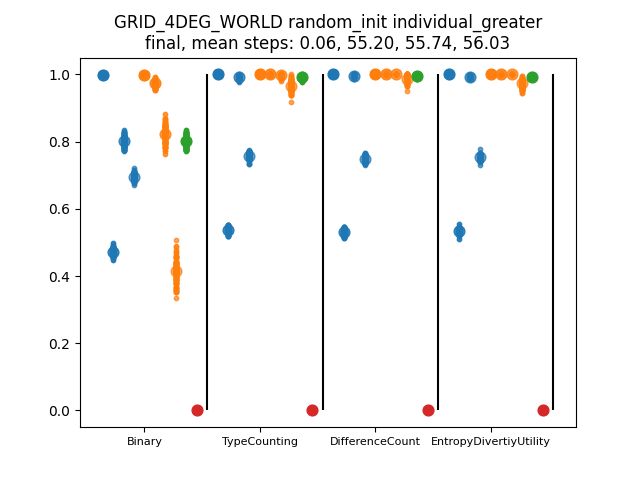 GRID_4DEG_WORLD random_init individual_greater
final, mean steps: 0.06, 55.20, 55.74, 56.03
1.0
0.8
0.6
0.4
0.2
0.0
Binary TypeCounting DifferenceCount EntropyDivertiyUtility